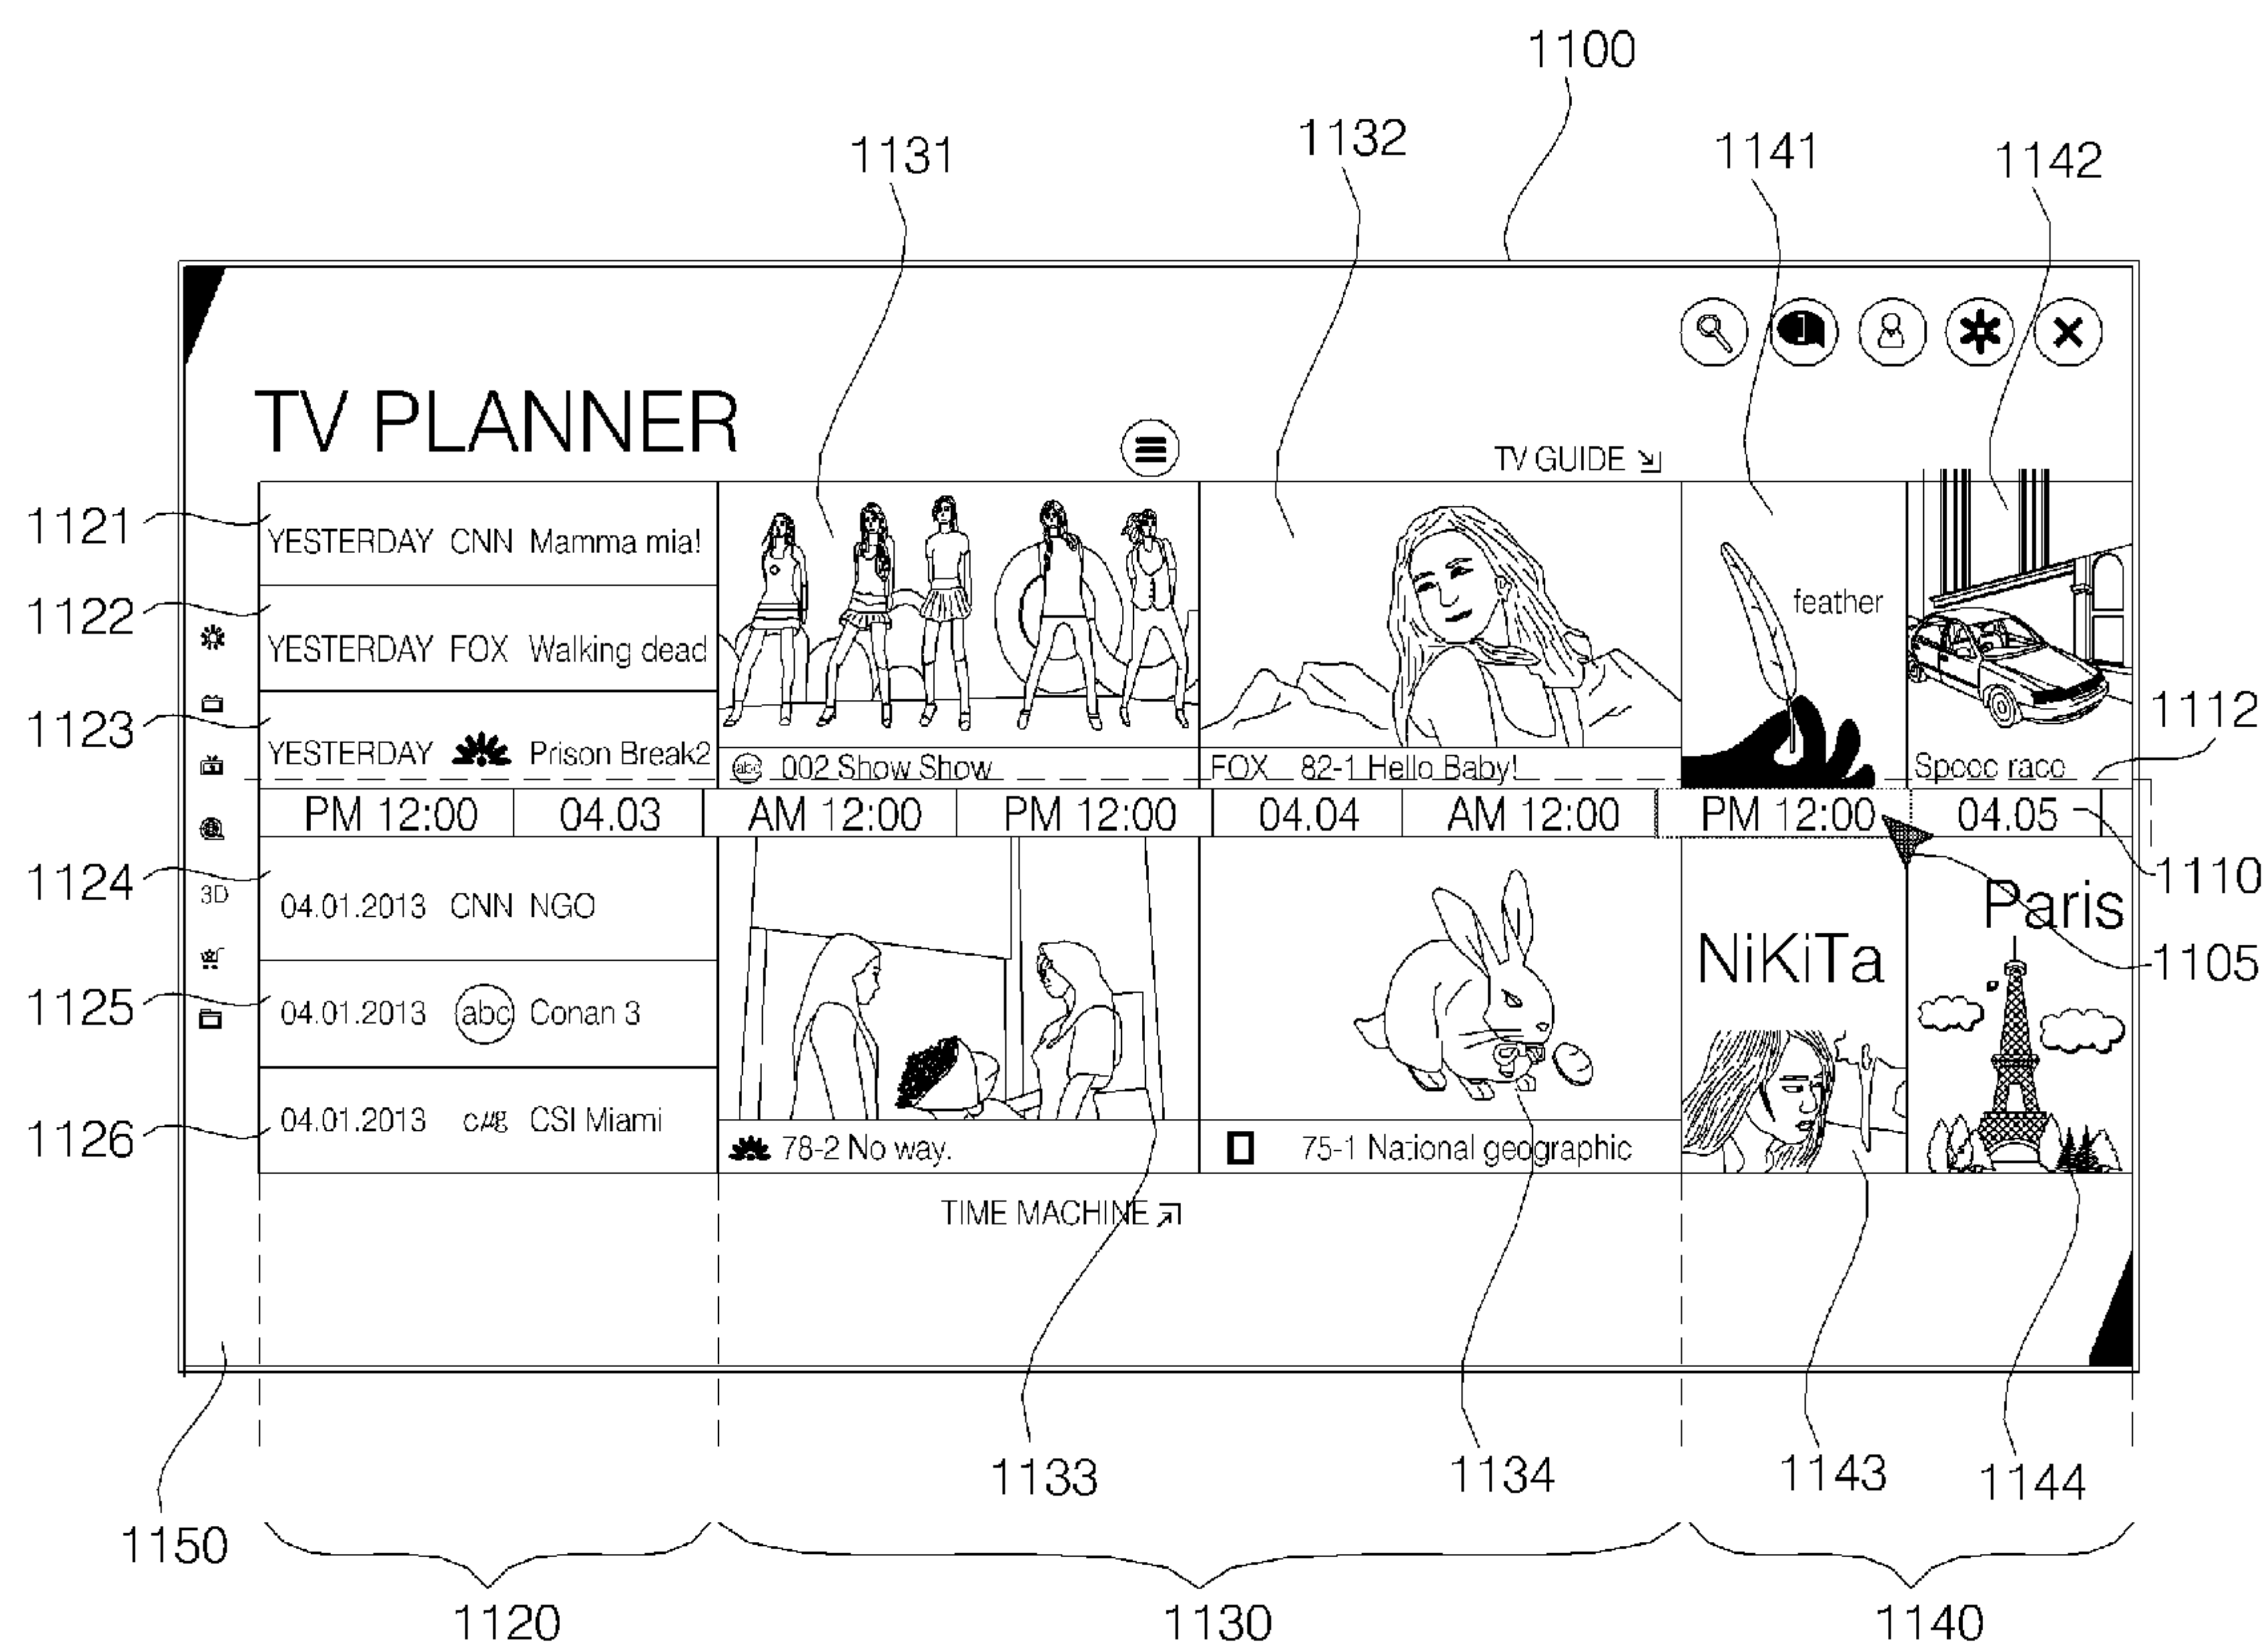 1100
1131
1132
1141
1142
TV PLANNER
TV GUIDE
1121
YESTERDAY CNN Mamma mia!
1122
YESTERDAY FOX Walking dead
feather
1123
YESTERDAY Prison Break2
abc 002 Show Show
FOX 82-1 Hello Baby!
Spooc raco
1112
PM 12:00 04.03 AM 12:00 PM 12:00 04.04 AM 12:00 PM 12:00 04.05
1110
1124
3D
04.01.2013 CNN NGO
Paris
NiKiTa
1105
1125
04.01.2013 abc Conan 3
1126
04.01.2013 CSI Miami
78-2 No way.
75-1 National geographic
TIME MACHINE
1133
1134
1143
1144
1150
1120
1130
1140